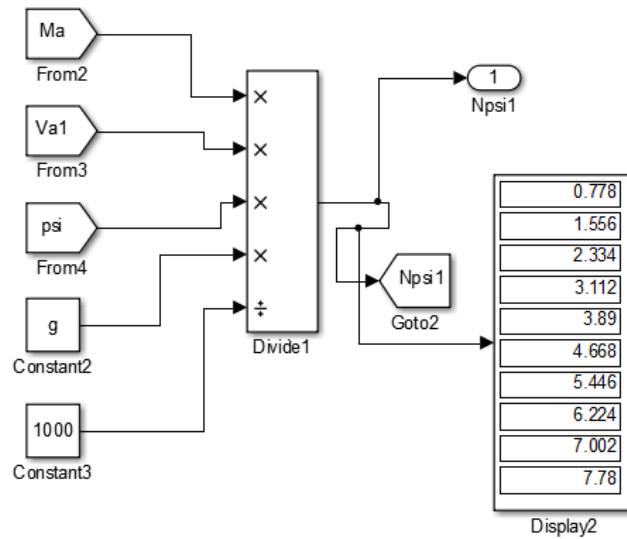 Ma
From2
Va1
From3
psi
From4
g
Constant2
1000
Constant3
×
×
×
×
÷
Divide1
1
Npsi1
Npsi1
Goto2
0.778
1.556
2.334
3.112
3.89
4.668
5.446
6.224
7.002
7.78
Display2